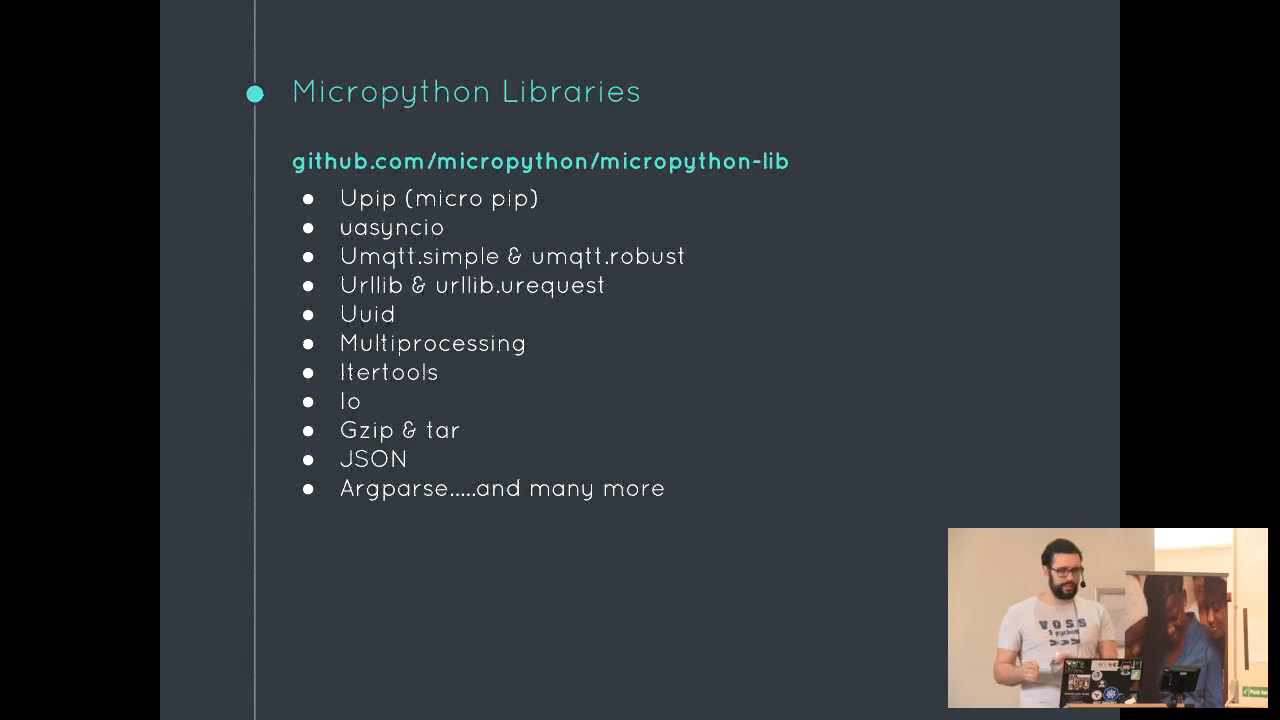 Micropython Libraries
github.com/micropython/micropython-lib
● Upip (micro pip)
● uasyncio
● Umqtt.simple & umqtt.robust
● Urllib & urllib.urequest
● Uuid
● Multiprocessing
● Itertools
● Io
● Gzip & tar
● JSON
● Argparse.....and many more
VOSS